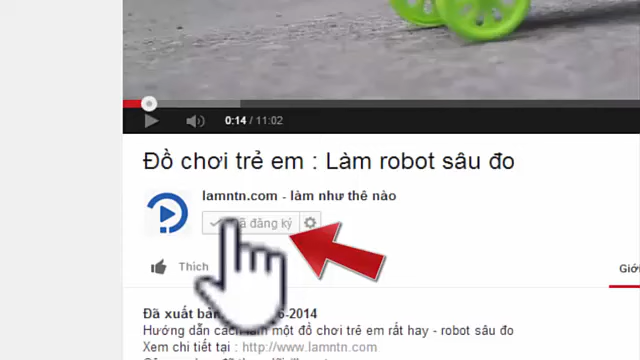 0:14 / 11:02
Đồ chơi trẻ em : Làm robot sâu đo
lamntn.com - làm như thế nào
đăng ký
Thích
Giới
Đã xuất bản 6-2014
Hướng dẫn cách làm một đồ chơi trẻ em rất hay - robot sâu đo
Xem chi tiết tại : http://www.lamntn.com